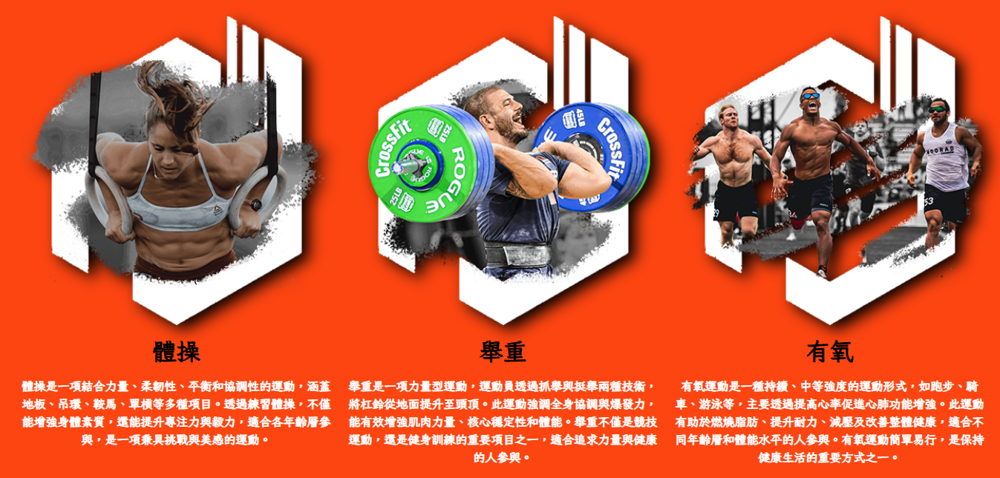 CrossFit
25LB
ROGUE
25LB
45LB
CrossFit
53
體操
體操是一項結合力量、柔韌性、平衡和協調性的運動，涵蓋
地板、吊環、鞍馬、單槓等多種項目。透過練習體操，不僅
能增強身體素質，還能提升專注力與毅力，適合各年齡層參
與，是一項兼具挑戰與美感的運動。
舉重
舉重是一項力量型運動，運動員透過抓舉與挺舉兩種技術，
將杠鈴從地面提升至頭頂。此運動強調全身協調與爆發力，
能有效增強肌肉力量、核心穩定性和體能。舉重不僅是競技
運動，還是健身訓練的重要項目之一，適合追求力量與健康
的人參與。
有氧
有氧運動是一種持續、中等強度的運動形式，如跑步、騎
車、游泳等，主要透過提高心率促進心肺功能增強。此運動
有助於燃燒脂肪、提升耐力、減壓及改善整體健康，適合不
同年齡層和體能水平的人參與。有氧運動簡單易行，是保持
健康生活的重要方式之一。